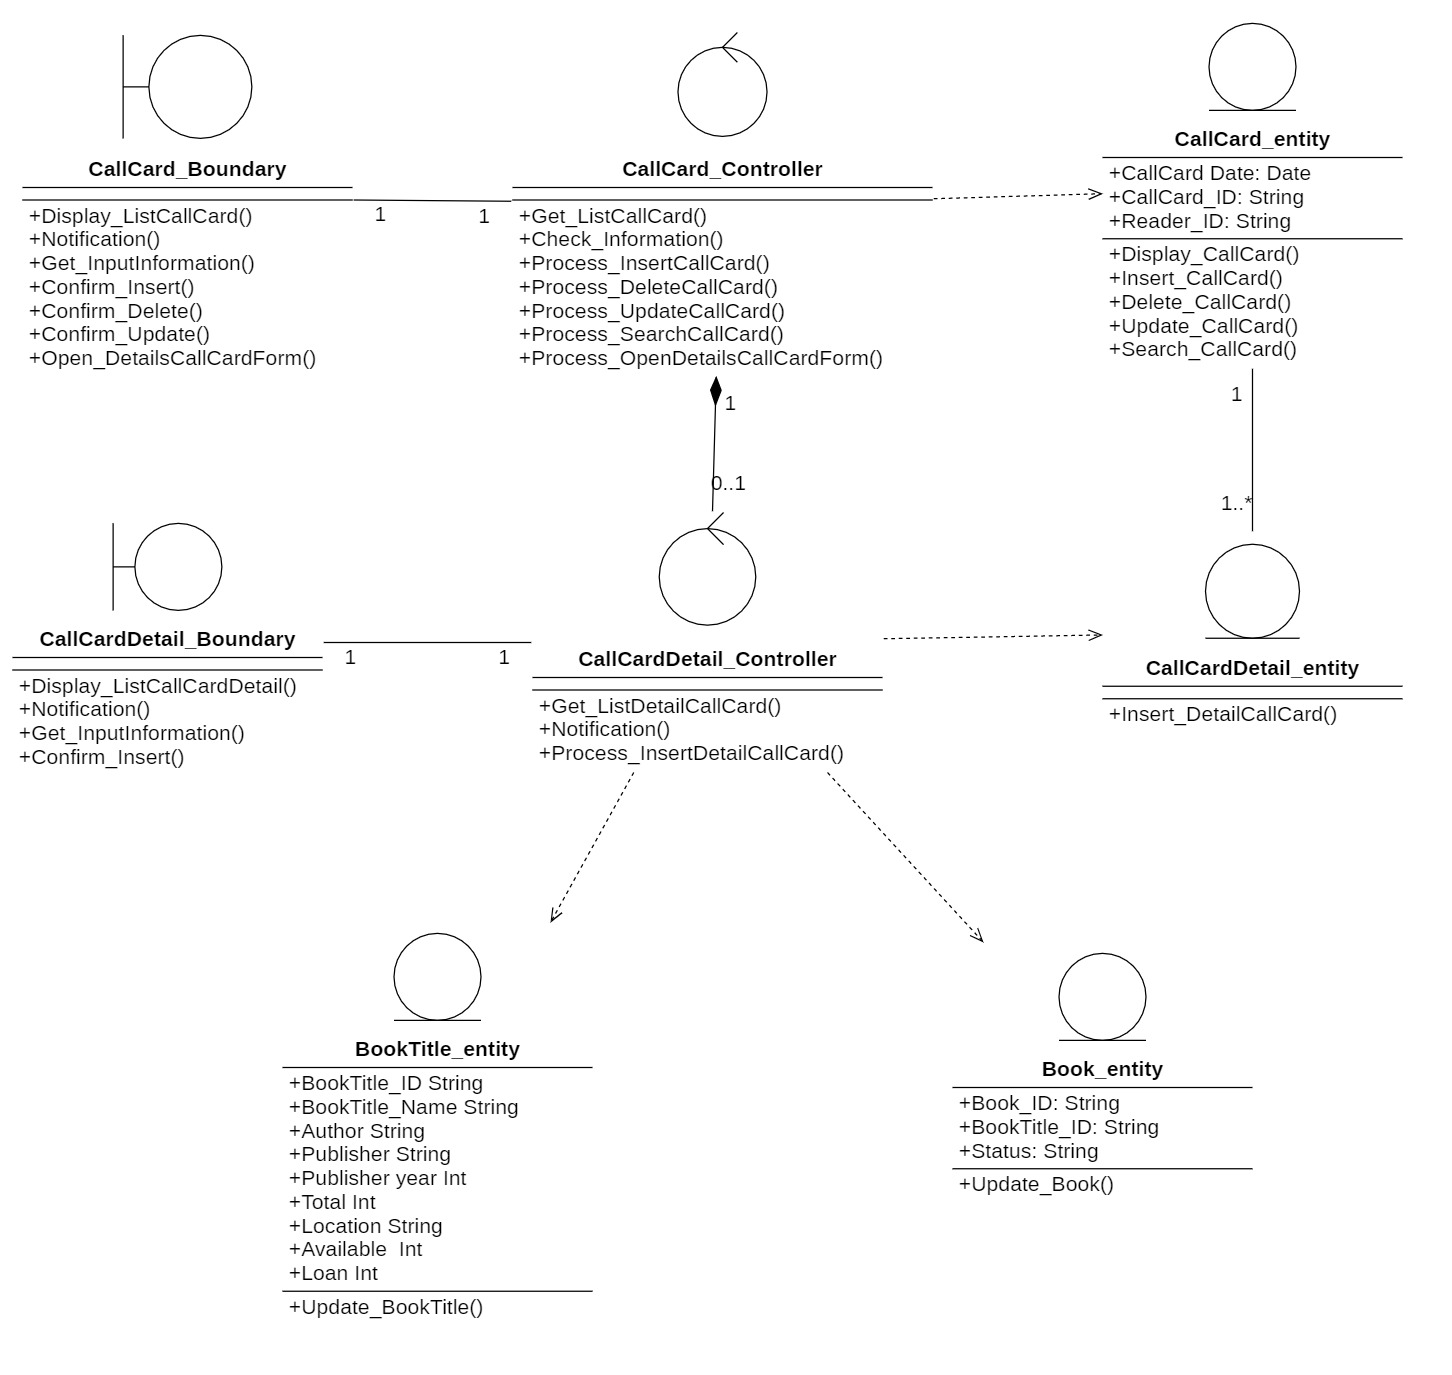 CallCard_Boundary
+Display_ListCallCard()
+Notification()
+Get_InputInformation()
+Confirm_Insert()
+Confirm_Delete()
+Confirm_Update()
+Open_DetailsCallCardForm()
1
1
CallCard_Controller
+Get_ListCallCard()
+Check_Information()
+Process_InsertCallCard()
+Process_DeleteCallCard()
+Process_UpdateCallCard()
+Process_SearchCallCard()
+Process_OpenDetailsCallCardForm()
CallCard_entity
+CallCard Date: Date
+CallCard_ID: String
+Reader_ID: String
+Display_CallCard()
+Insert_CallCard()
+Delete_CallCard()
+Update_CallCard()
+Search_CallCard()
1
0..1
1
1..*
CallCardDetail_Boundary
+Display_ListCallCardDetail()
+Notification()
+Get_InputInformation()
+Confirm_Insert()
1
1
CallCardDetail_Controller
+Get_ListDetailCallCard()
+Notification()
+Process_InsertDetailCallCard()
CallCardDetail_entity
+Insert_DetailCallCard()
BookTitle_entity
+BookTitle_ID String
+BookTitle_Name String
+Author String
+Publisher String
+Publisher year Int
+Total Int
+Location String
+Available  Int
+Loan Int
+Update_BookTitle()
Book_entity
+Book_ID: String
+BookTitle_ID: String
+Status: String
+Update_Book()